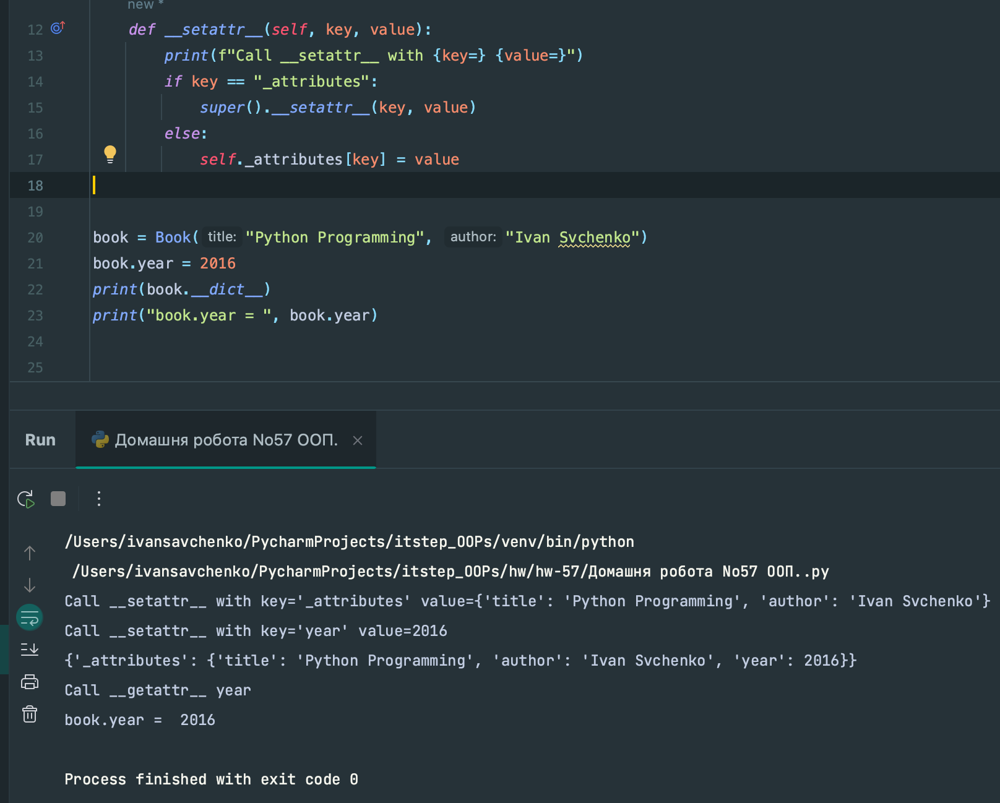 new *
12 def __setattr__(self, key, value):
13 print(f"Call __setattr__ with {key=} {value=}")
14 if key == "_attributes":
15 super().__setattr__(key, value)
16 else:
17 self._attributes[key] = value
18
19
20 book = Book( title: "Python Programming", author: "Ivan Svchenko")
21 book.year = 2016
22 print(book.__dict__)
23 print("book.year = ", book.year)
24
25
Run Домашня робота No57 ООП. ×
/Users/ivansavchenko/PycharmProjects/itstep_OOPs/venv/bin/python
/Users/ivansavchenko/PycharmProjects/itstep_OOPs/hw/hw-57/Домашня робота No57 ООП..py
Call __setattr__ with key='_attributes' value={'title': 'Python Programming', 'author': 'Ivan Svchenko'}
Call __setattr__ with key='year' value=2016
{'_attributes': {'title': 'Python Programming', 'author': 'Ivan Svchenko', 'year': 2016}}
Call __getattr__ year
book.year =  2016
Process finished with exit code 0